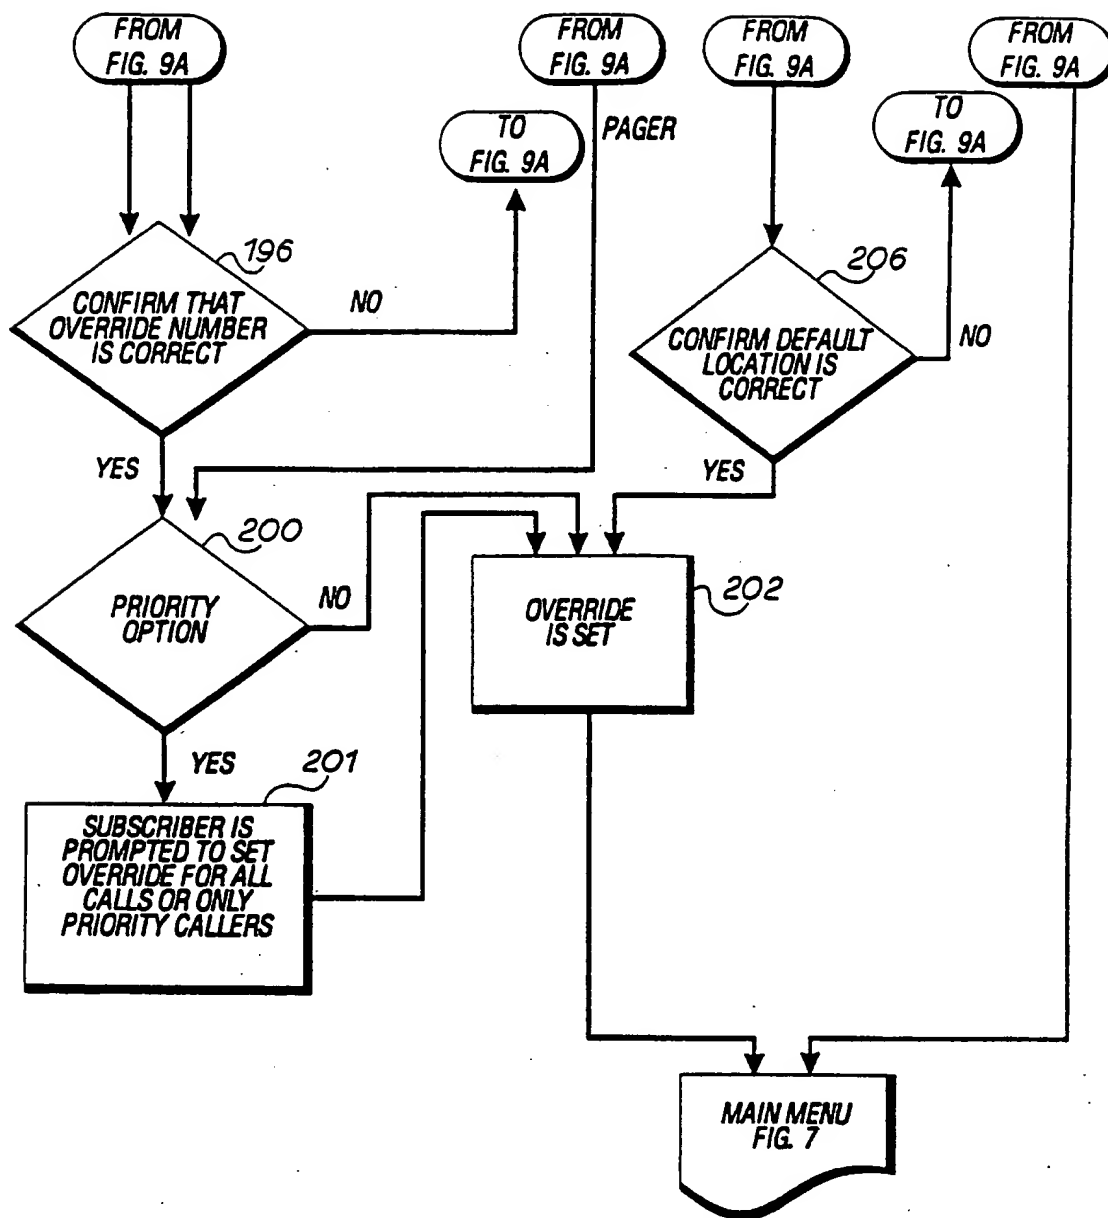 FROM
FIG. 9A
FROM
FIG. 9A
FROM
FIG. 9A
FROM
FIG. 9A
TO
FIG. 9A
PAGER
TO
FIG. 9A
196
CONFIRM THAT
OVERRIDE NUMBER
IS CORRECT
NO
206
CONFIRM DEFAULT
LOCATION IS
CORRECT
NO
YES
YES
200
PRIORITY
OPTION
NO
OVERRIDE
IS SET
202
YES
201
SUBSCRIBER IS
PROMPTED TO SET
OVERRIDE FOR ALL
CALLS OR ONLY
PRIORITY CALLERS
MAIN MENU
FIG. 7